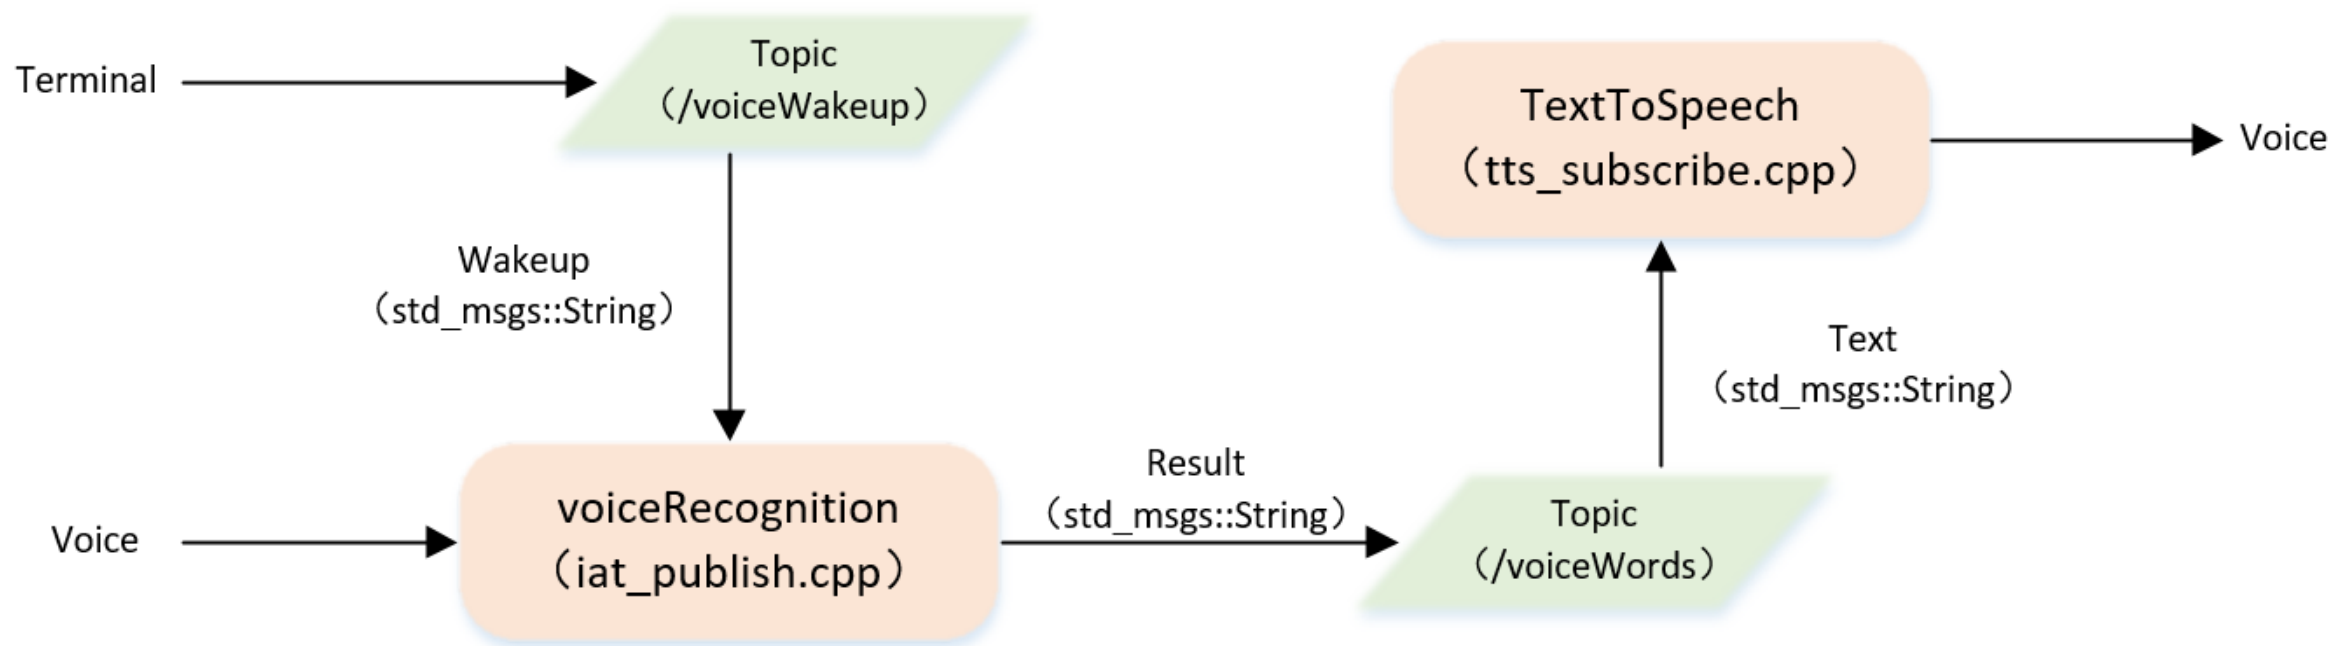 Terminal
Topic
（/voiceWakeup）
Wakeup
（std_msgs::String）
Voice
voiceRecognition
（iat_publish.cpp）
Result
（std_msgs::String）
Topic
（/voiceWords）
Text
（std_msgs::String）
TextToSpeech
（tts_subscribe.cpp）
Voice